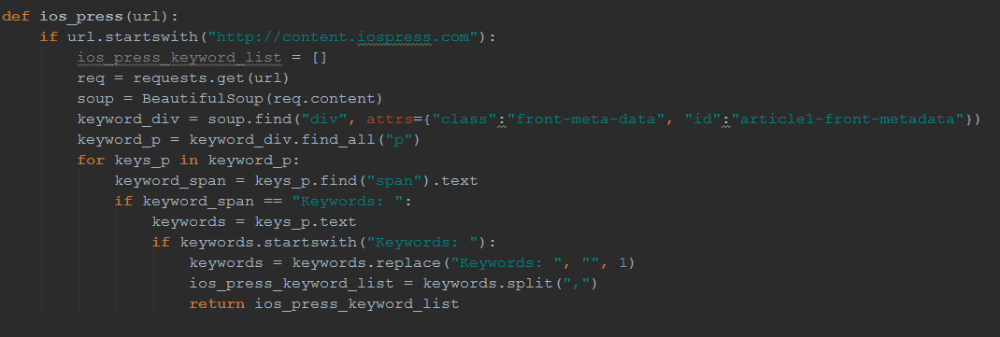 def ios_press(url):
    if url.startswith("http://content.iospress.com"):
        ios_press_keyword_list = []
        req = requests.get(url)
        soup = BeautifulSoup(req.content)
        keyword_div = soup.find("div", attrs={"class":"front-meta-data", "id":"article1-front-metadata"})
        keyword_p = keyword_div.find_all("p")
        for keys_p in keyword_p:
            keyword_span = keys_p.find("span").text
            if keyword_span == "Keywords: ":
                keywords = keys_p.text
                if keywords.startswith("Keywords: "):
                    keywords = keywords.replace("Keywords: ", "", 1)
                    ios_press_keyword_list = keywords.split(",")
                    return ios_press_keyword_list